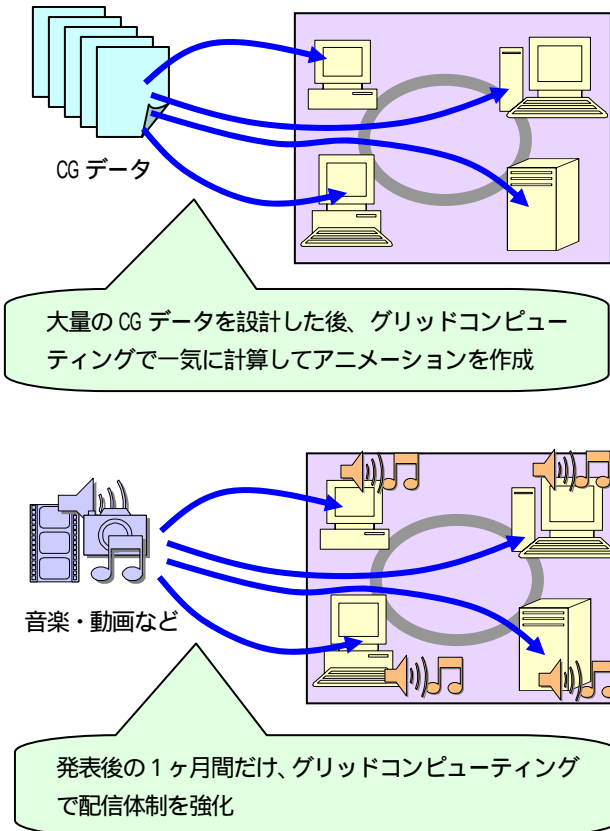 CG データ
大量の CG データを設計した後、グリッドコンピュー
ティングで一気に計算してアニメーションを作成
音楽・動画など
発表後の1ヶ月間だけ、グリッドコンピューティング
で配信体制を強化